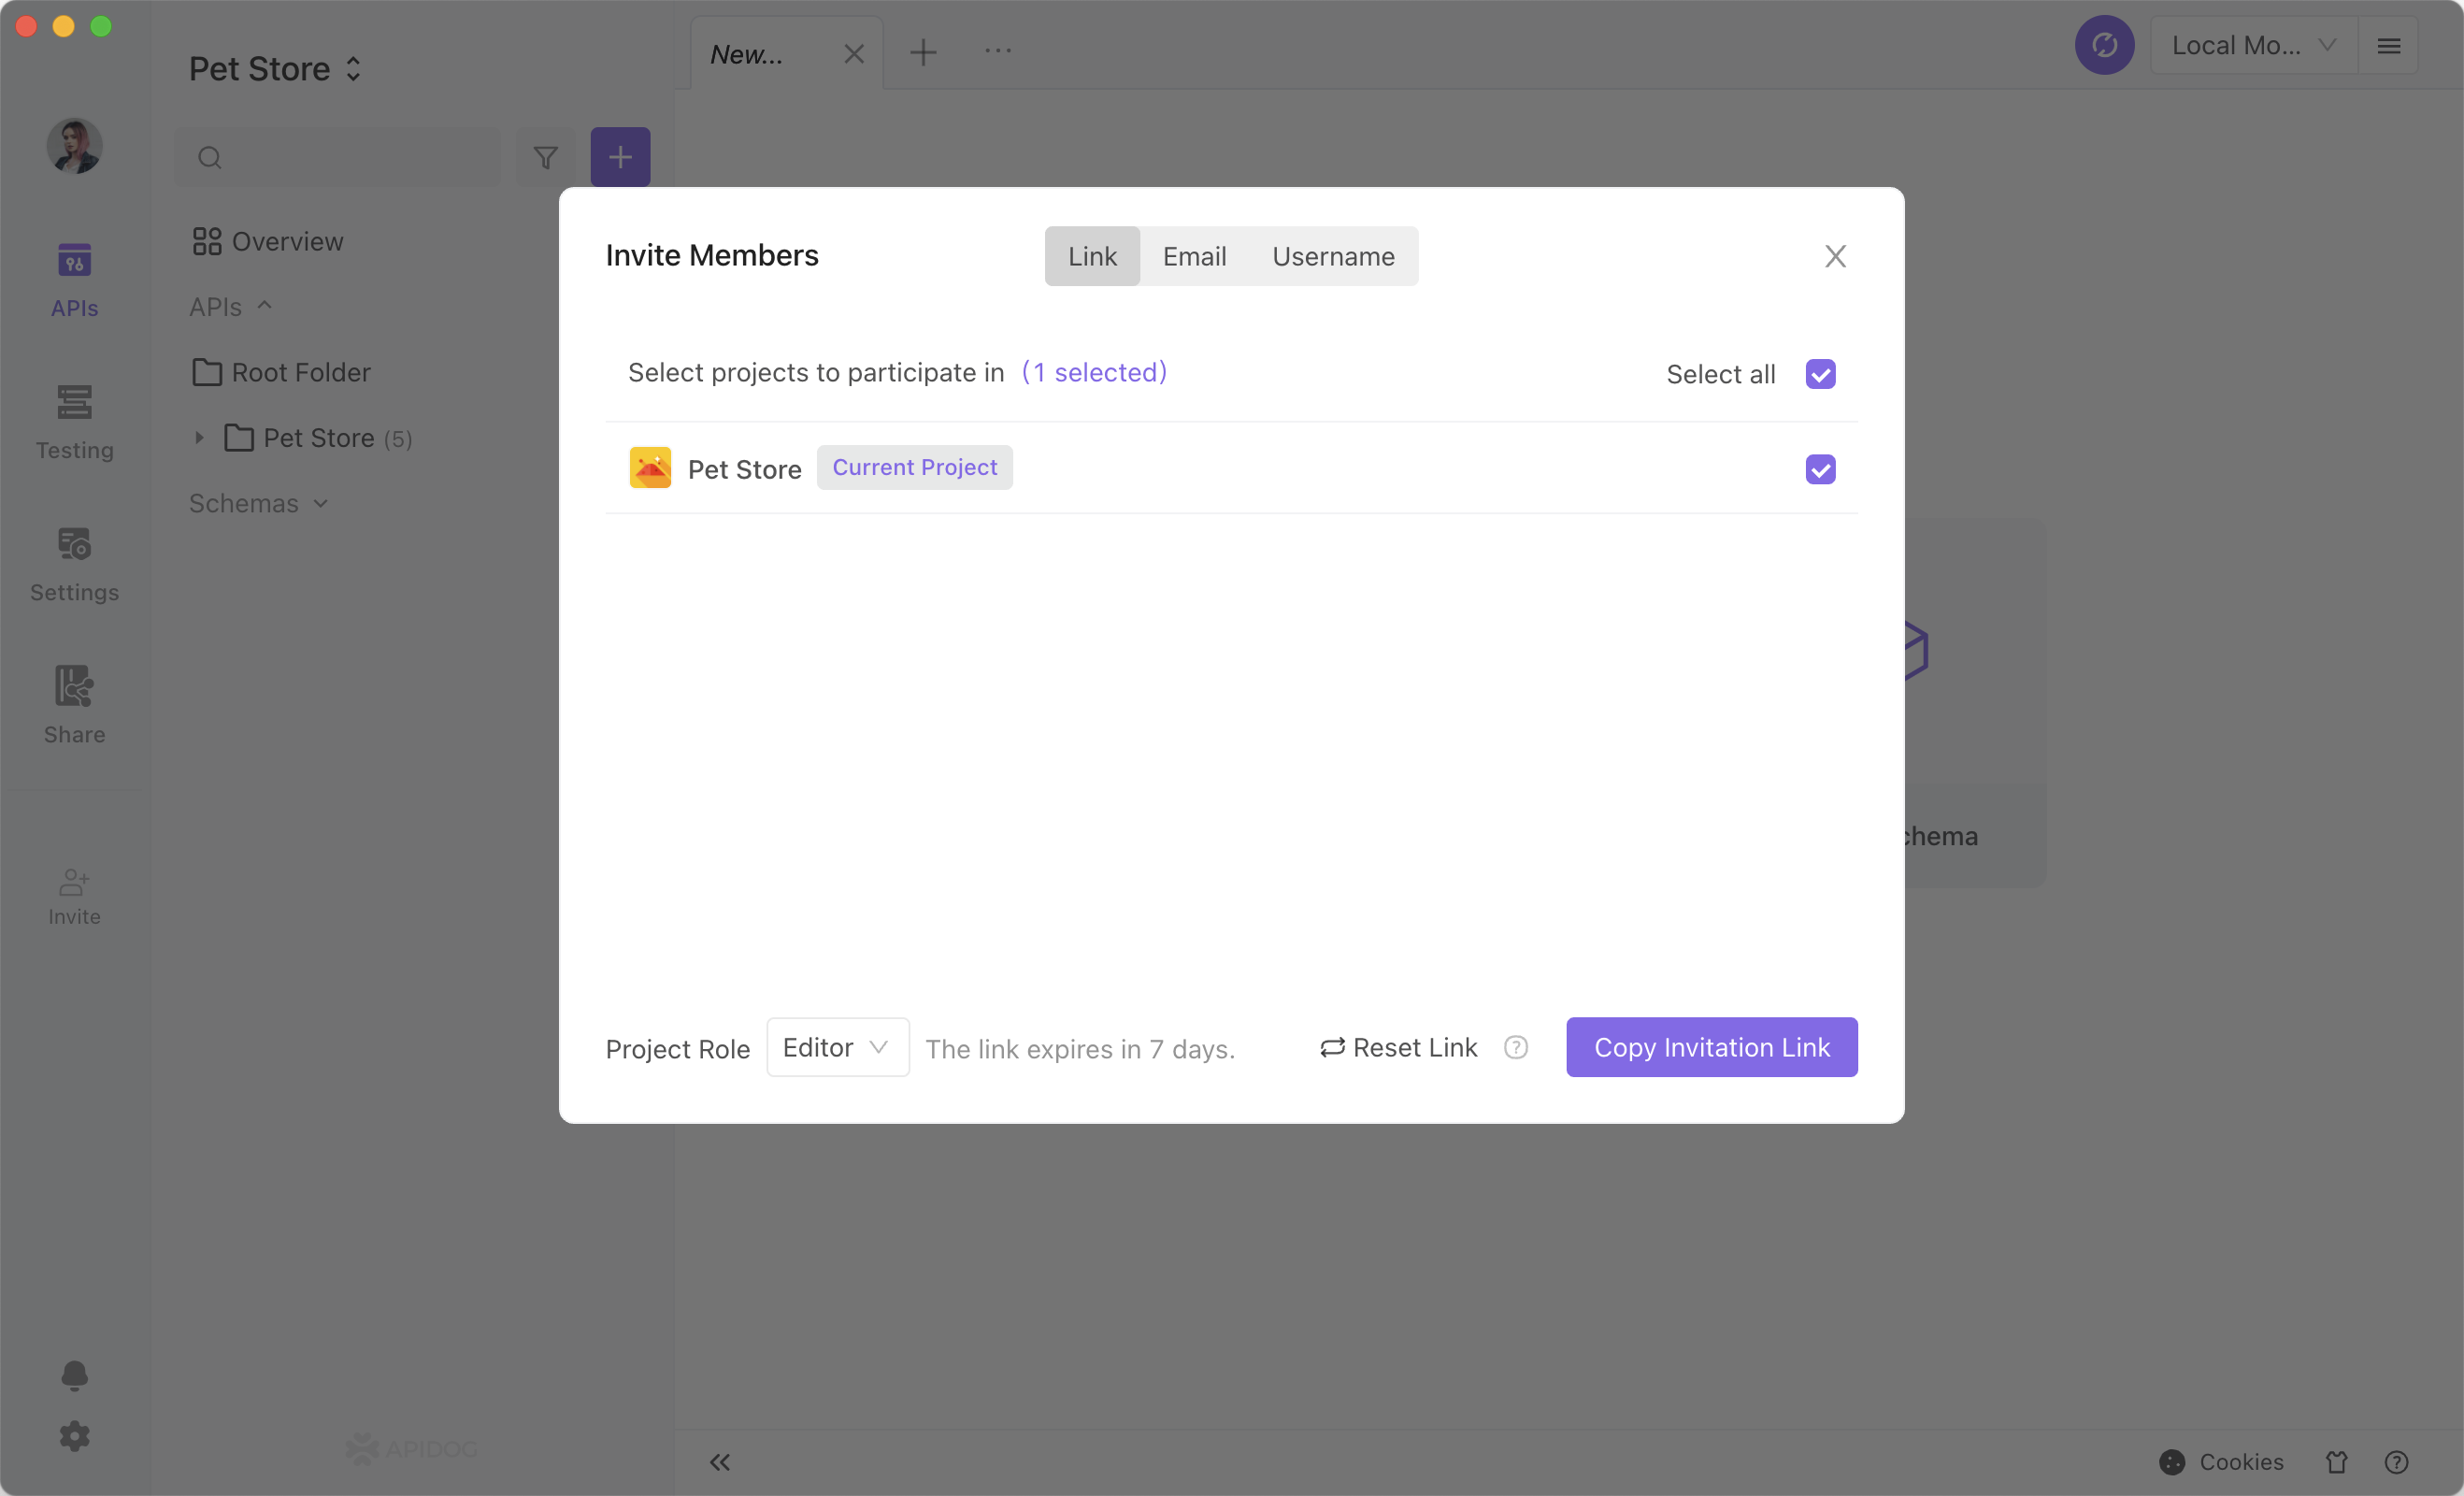 Pet Store
New...
Local Mo...
Overview
APIs
APIs
Root Folder
Pet Store (5)
Testing
Schemas
Settings
Share
Invite
Invite Members
Link
Email
Username
Select projects to participate in (1 selected)
Select all
Pet Store
Current Project
chema
Project Role
Editor
The link expires in 7 days.
Reset Link
Copy Invitation Link
APIDOG
Cookies